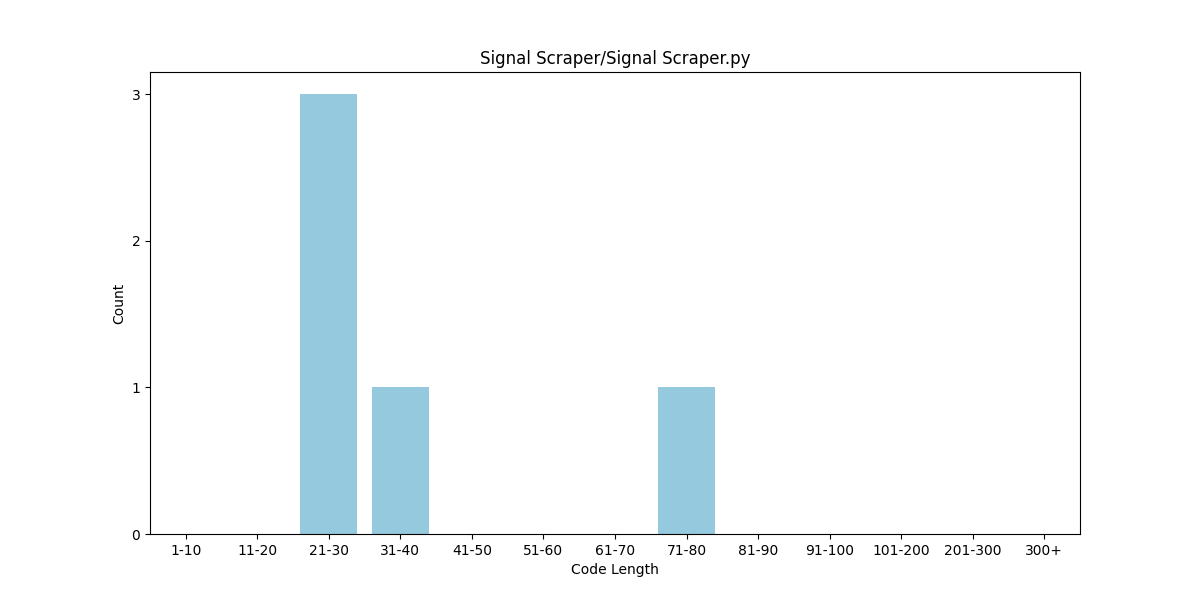 Signal Scraper/Signal Scraper.py
3
2
1
0
Count
1-10 11-20 21-30 31-40 41-50 51-60 61-70 71-80 81-90 91-100 101-200 201-300 300+
Code Length